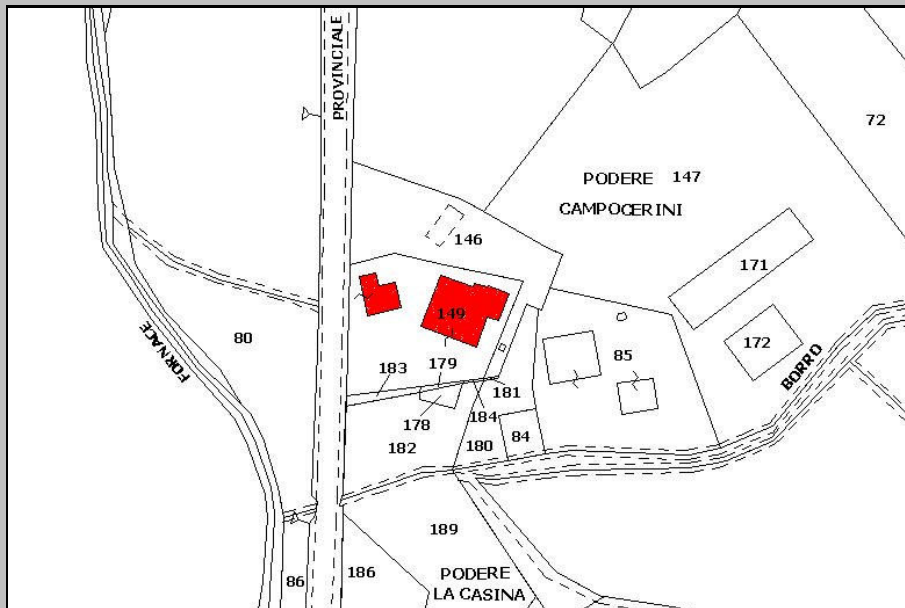 PROVINCIALE
72
PODERE 147
CAMPOCERINI
146
171
149
80
FORNACE
172
85
BORRO
183
179
181
178
184
182
180
84
189
86
186
PODERE
LA CASINA